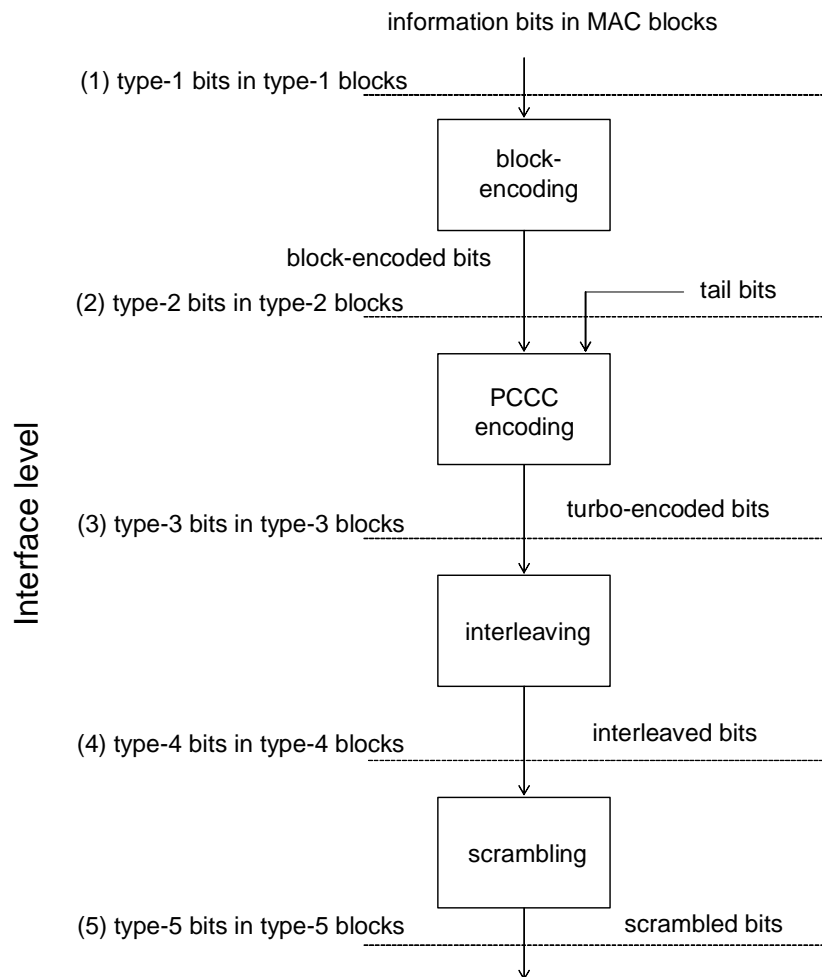 information bits in MAC blocks
(1) type-1 bits in type-1 blocks
block-
encoding
block-encoded bits
tail bits
(2) type-2 bits in type-2 blocks
PCCC
encoding
Interface level
turbo-encoded bits
(3) type-3 bits in type-3 blocks
interleaving
interleaved bits
(4) type-4 bits in type-4 blocks
scrambling
(5) type-5 bits in type-5 blocks
scrambled bits